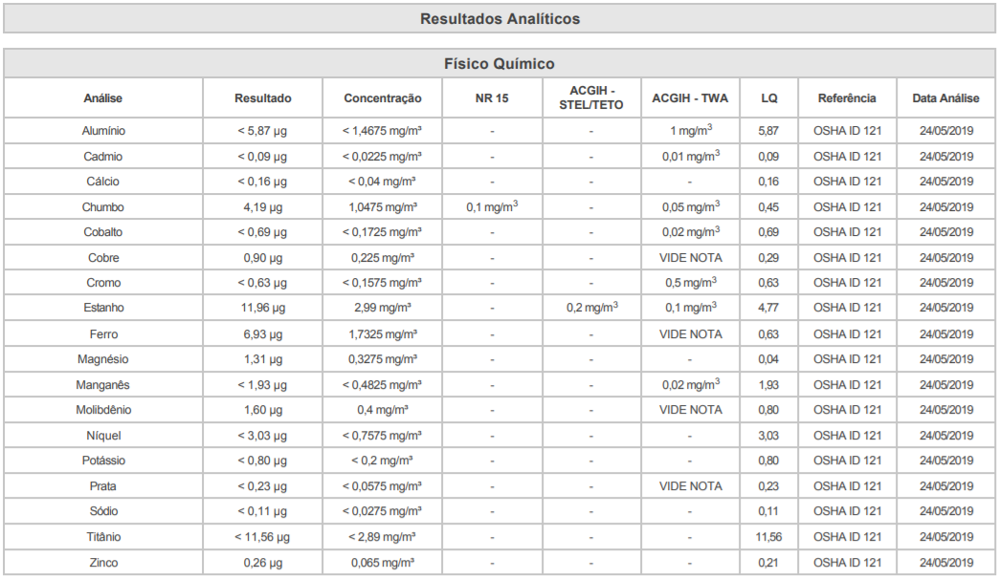 Resultados Analíticos
Físico Químico
Análise Resultado Concentração NR 15 ACGIH - STEL/TETO ACGIH - TWA LQ Referência Data Análise
Alumínio < 5,87 µg < 1,4675 mg/m³ - - 1 mg/m³ 5,87 OSHA ID 121 24/05/2019
Cadmio < 0,09 µg < 0,0225 mg/m³ - - 0,01 mg/m³ 0,09 OSHA ID 121 24/05/2019
Cálcio < 0,16 µg < 0,04 mg/m³ - - - 0,16 OSHA ID 121 24/05/2019
Chumbo 4,19 µg 1,0475 mg/m³ 0,1 mg/m³ - 0,05 mg/m³ 0,45 OSHA ID 121 24/05/2019
Cobalto < 0,69 µg < 0,1725 mg/m³ - - 0,02 mg/m³ 0,69 OSHA ID 121 24/05/2019
Cobre 0,90 µg 0,225 mg/m³ - - VIDE NOTA 0,29 OSHA ID 121 24/05/2019
Cromo < 0,63 µg < 0,1575 mg/m³ - - 0,5 mg/m³ 0,63 OSHA ID 121 24/05/2019
Estanho 11,96 µg 2,99 mg/m³ - 0,2 mg/m³ 0,1 mg/m³ 4,77 OSHA ID 121 24/05/2019
Ferro 6,93 µg 1,7325 mg/m³ - - VIDE NOTA 0,63 OSHA ID 121 24/05/2019
Magnésio 1,31 µg 0,3275 mg/m³ - - - 0,04 OSHA ID 121 24/05/2019
Manganês < 1,93 µg < 0,4825 mg/m³ - - 0,02 mg/m³ 1,93 OSHA ID 121 24/05/2019
Molibdênio 1,60 µg 0,4 mg/m³ - - VIDE NOTA 0,80 OSHA ID 121 24/05/2019
Níquel < 3,03 µg < 0,7575 mg/m³ - - - 3,03 OSHA ID 121 24/05/2019
Potássio < 0,80 µg < 0,2 mg/m³ - - - 0,80 OSHA ID 121 24/05/2019
Prata < 0,23 µg < 0,0575 mg/m³ - - VIDE NOTA 0,23 OSHA ID 121 24/05/2019
Sódio < 0,11 µg < 0,0275 mg/m³ - - - 0,11 OSHA ID 121 24/05/2019
Titânio < 11,56 µg < 2,89 mg/m³ - - - 11,56 OSHA ID 121 24/05/2019
Zinco 0,26 µg 0,065 mg/m³ - - - 0,21 OSHA ID 121 24/05/2019